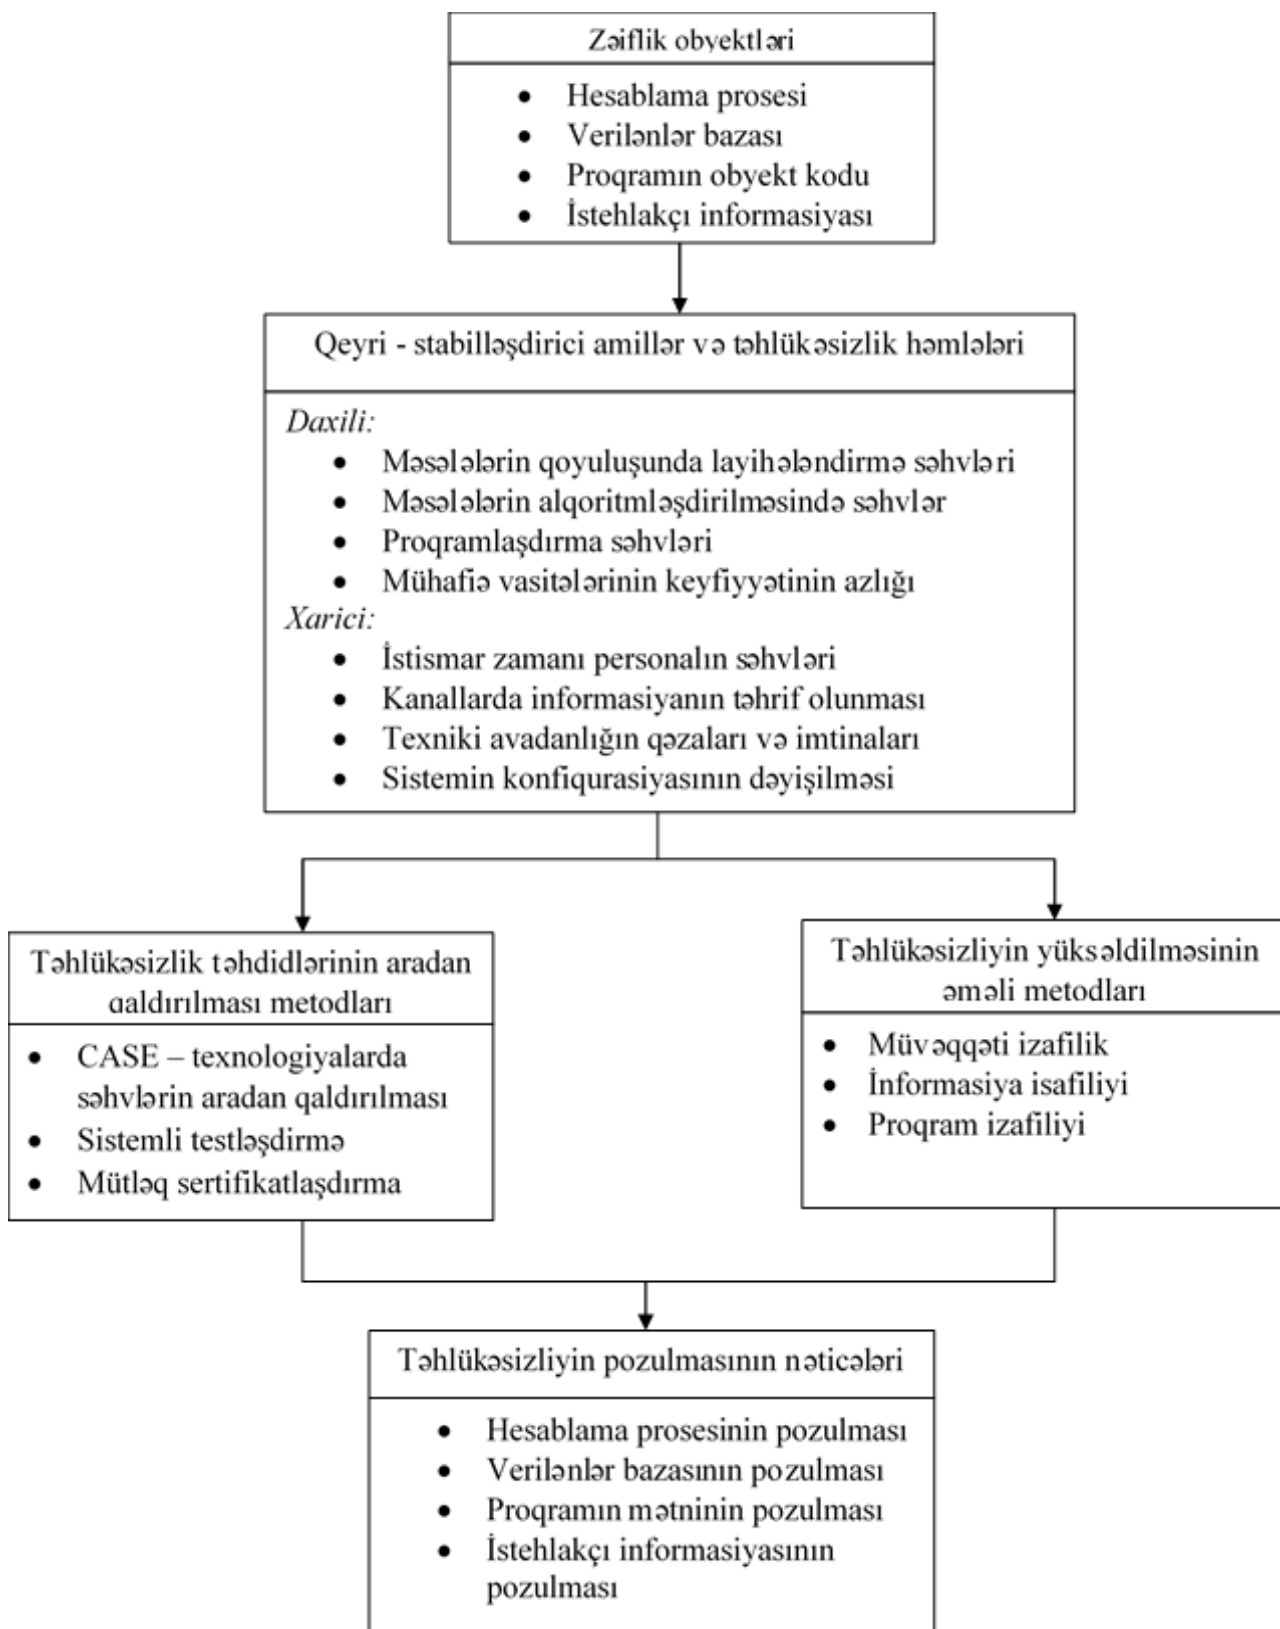 Zəiflik obyektləri
• Hesablama prosesi
• Verilənlər bazası
• Proqramın obyekt kodu
• İstehlakçı informasiyası
Qeyri - stabilləşdirici amillər və təhlükəsizlik həmlələri
Daxili:
• Məsələlərin qoyuluşunda layihələndirmə səhvləri
• Məsələlərin alqoritmləşdirilməsində səhvlər
• Proqramlaşdırma səhvləri
• Mühafiə vasitələrinin keyfiyyətinin azlığı
Xarici:
• İstismar zamanı personalın səhvləri
• Kanallarda informasiyanın təhrif olunması
• Texniki avadanlığın qəzaları və imtinaları
• Sistemin konfiqurasiyasının dəyişilməsi
Təhlükəsizlik təhdidlərinin aradan
qaldırılması metodları
• CASE – texnologiyalarda
səhvlərin aradan qaldırılması
• Sistemli testləşdirmə
• Mütləq sertifikatlaşdırma
Təhlükəsizliyin yüksəldilməsinin
əməli metodları
• Müvəqqəti izafilik
• İnformasiya isafiliyi
• Proqram izafiliyi
Təhlükəsizliyin pozulmasının nəticələri
• Hesablama prosesinin pozulması
• Verilənlər bazasının pozulması
• Proqramın mətninin pozulması
• İstehlakçı informasiyasının
pozulması